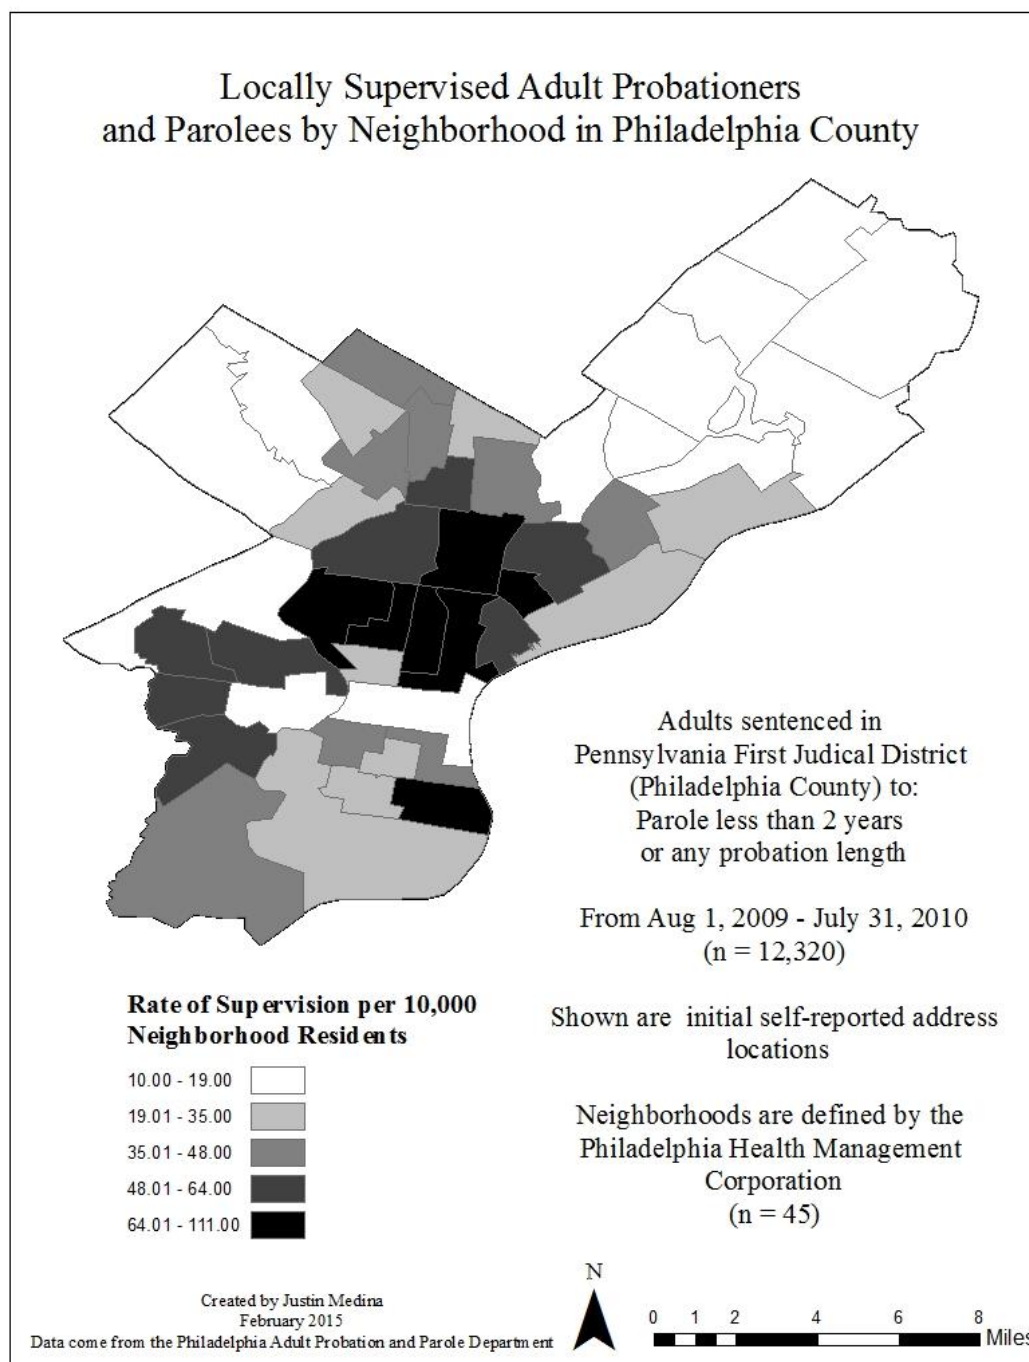 Locally Supervised Adult Probationers
and Parolees by Neighborhood in Philadelphia County
Adults sentenced in
Pennsylvania First Judical District
(Philadelphia County) to:
Parole less than 2 years
or any probation length
From Aug 1, 2009 - July 31, 2010
(n = 12,320)
Shown are initial self-reported address
locations
Neighborhoods are defined by the
Philadelphia Health Management
Corporation
(n = 45)
Rate of Supervision per 10,000
Neighborhood Residents
10.00 - 19.00
19.01 - 35.00
35.01 - 48.00
48.01 - 64.00
64.01 - 111.00
Created by Justin Medina
February 2015
Data come from the Philadelphia Adult Probation and Parole Department
N
0 1 2 4 6 8
Miles